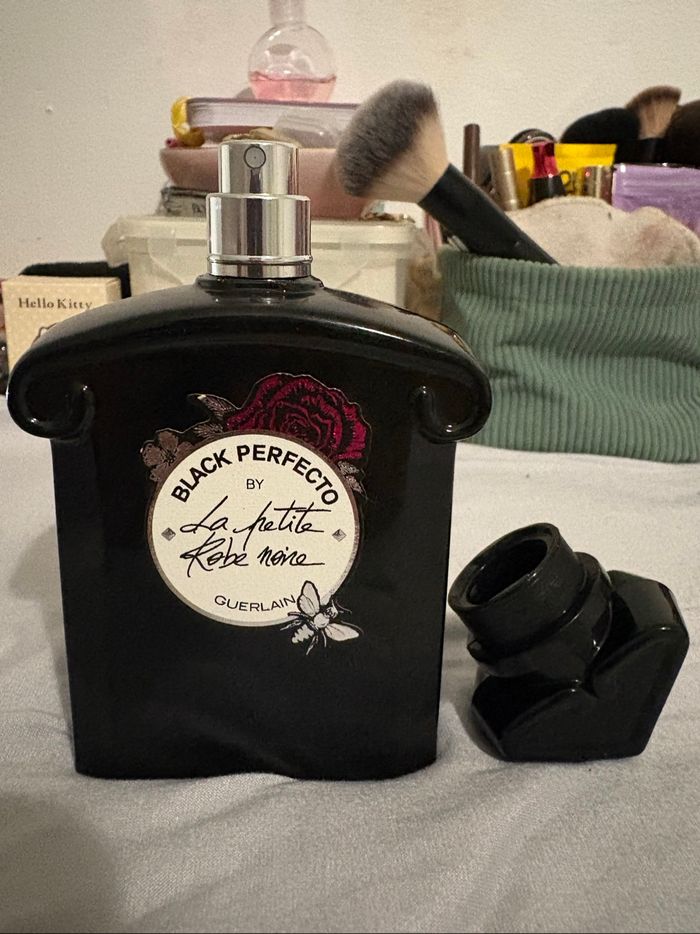 Hello Kitty
BLACK PERFECTO
BY
La petite
Robe noire
GUERLAIN